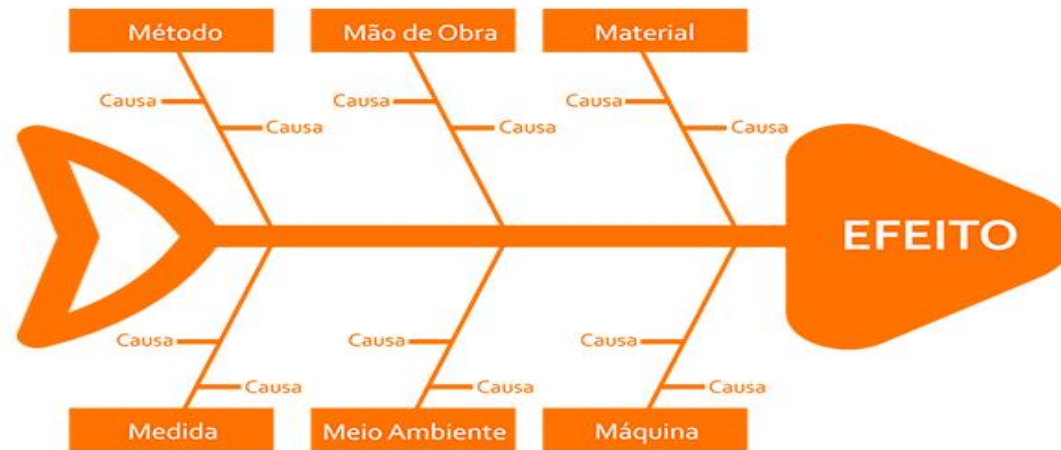 Método
Mão de Obra
Material
Causa
Causa
Causa
Causa
Causa
Causa
EFEITO
Causa
Causa
Causa
Causa
Causa
Causa
Medida
Meio Ambiente
Máquina